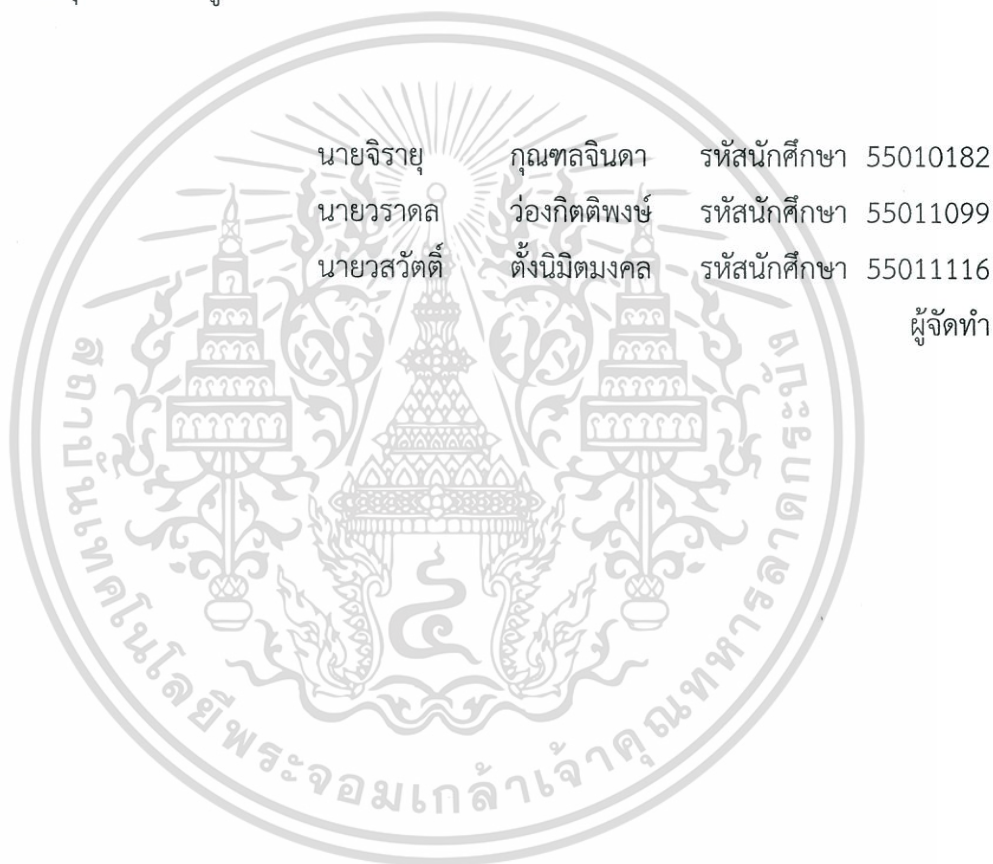 นายจิรายุ กุณฑลจินดา รหัสนักศึกษา 55010182
นายวราดล ว่องกิตติพงษ์ รหัสนักศึกษา 55011099
นายวสวัตติ์ ตั้งนิมิตมงคล รหัสนักศึกษา 55011116
ผู้จัดทำ
สถาบันเทคโนโลยีพระจอมเกล้าเจ้าคุณทหารลาดกระบัง